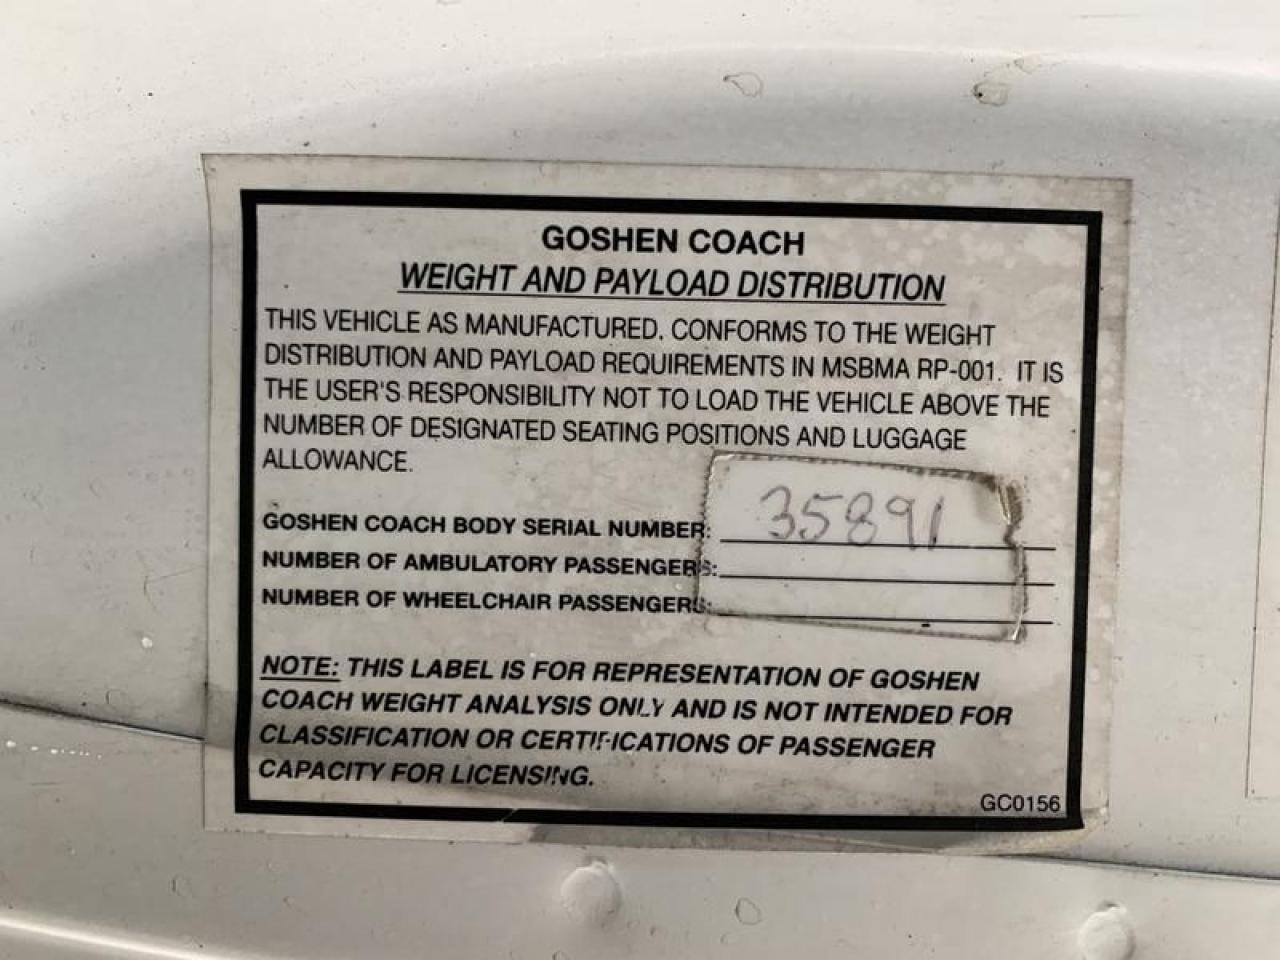 GOSHEN COACH
WEIGHT AND PAYLOAD DISTRIBUTION
THIS VEHICLE AS MANUFACTURED, CONFORMS TO THE WEIGHT
DISTRIBUTION AND PAYLOAD REQUIREMENTS IN MSBMA RP-001. IT IS
THE USER'S RESPONSIBILITY NOT TO LOAD THE VEHICLE ABOVE THE
NUMBER OF DESIGNATED SEATING POSITIONS AND LUGGAGE
ALLOWANCE.
GOSHEN COACH BODY SERIAL NUMBER: 35891
NUMBER OF AMBULATORY PASSENGERS:
NUMBER OF WHEELCHAIR PASSENGERS:
NOTE: THIS LABEL IS FOR REPRESENTATION OF GOSHEN
COACH WEIGHT ANALYSIS ONLY AND IS NOT INTENDED FOR
CLASSIFICATION OR CERTIFICATIONS OF PASSENGER
CAPACITY FOR LICENSING.
GC0156